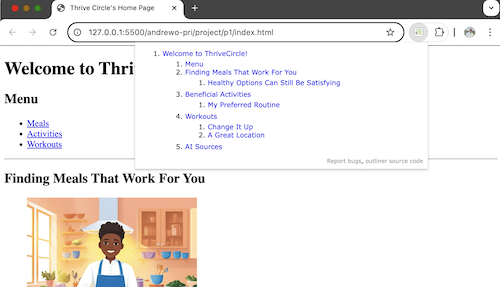 Thrive Circle's Home Page
127.0.0.1:5500/andrewo-pri/project/p1/index.html
Welcome to Thri
Menu
Meals
Activities
Workouts
1. Welcome to ThriveCircle!
1. Menu
2. Finding Meals That Work For You
1. Healthy Options Can Still Be Satisfying
3. Beneficial Activities
1. My Preferred Routine
4. Workouts
1. Change It Up
2. A Great Location
5. AI Sources
Report bugs, outliner source code
Finding Meals That Work For You